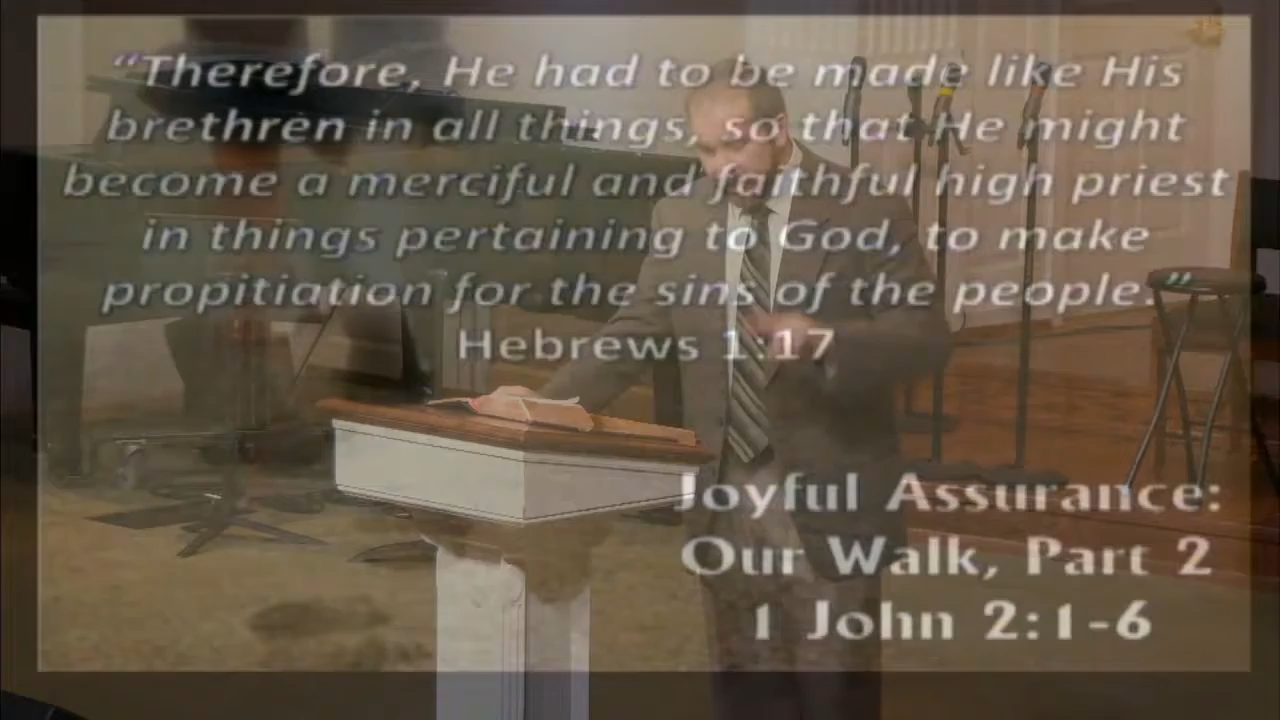 “Therefore, He had to be made like His
brethren in all things, so that He might
become a merciful and faithful high priest
in things pertaining to God, to make
propitiation for the sins of the people.”
Hebrews 1:17
Joyful Assurance:
Our Walk, Part 2
1 John 2:1-6